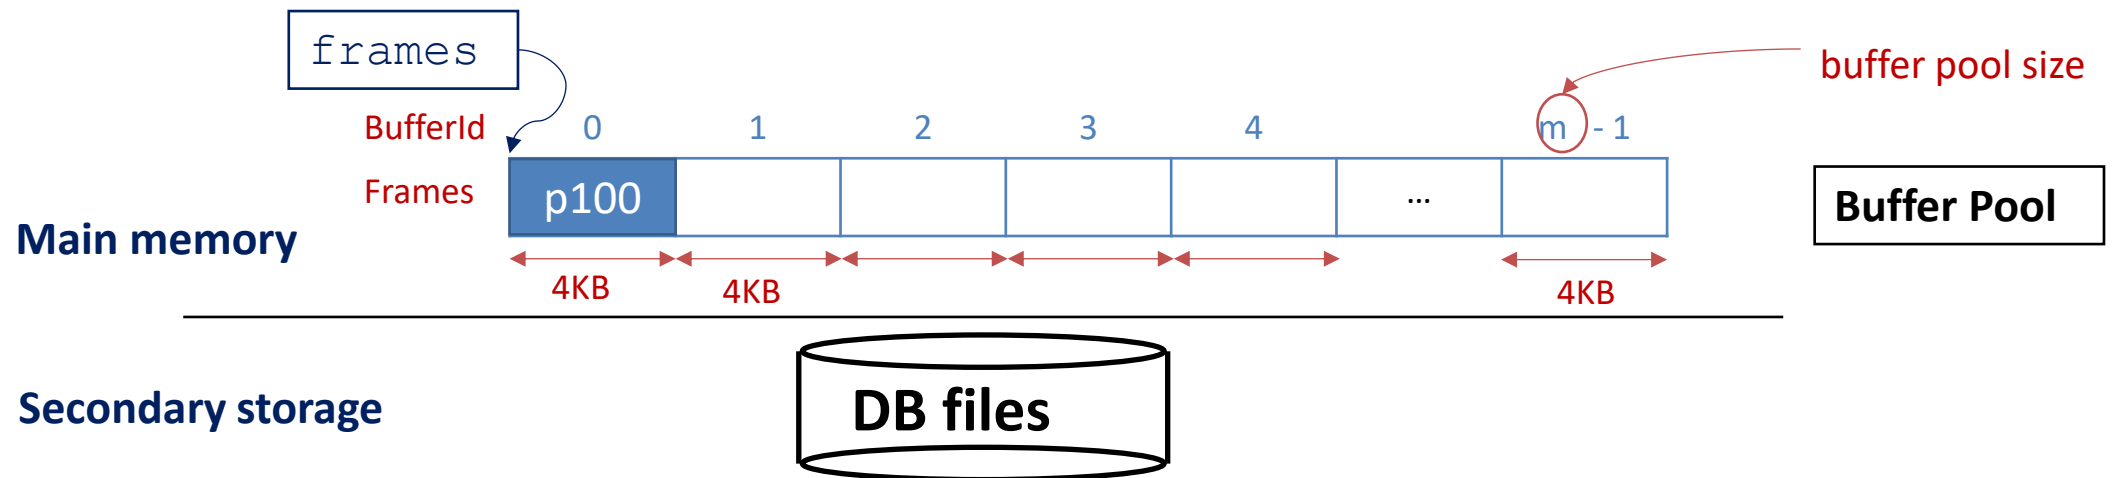 frames
buffer pool size
BufferId 0 1 2 3 4 m - 1
Frames p100 ...
Buffer Pool
Main memory
4KB 4KB 4KB
DB files
Secondary storage